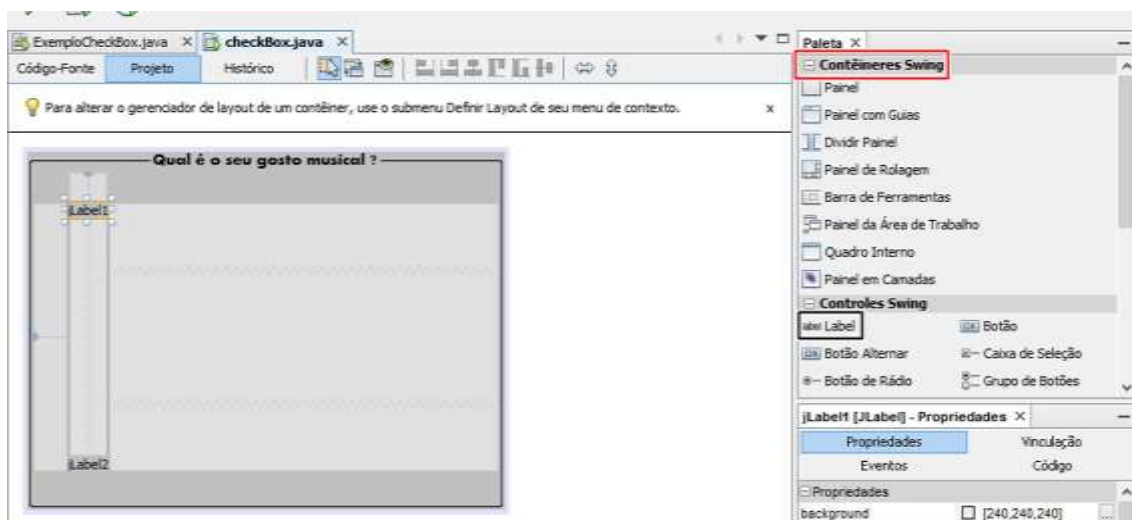 ExemploCheckBox.java × checkBox.java ×
Código-Fonte Projeto Histórico
Para alterar o gerenciador de layout de um contêiner, use o submenu Definir Layout de seu menu de contexto. x
Qual é o seu gosto musical ?
jLabel1
jLabel2
Paleta ×
Contêineres Swing
Painel
Painel com Guias
Dividir Painel
Painel de Rolagem
Barra de Ferramentas
Painel da Área de Trabalho
Quadro Interno
Painel em Camadas
Controles Swing
label Label Botão
Botão Alternar Caixa de Seleção
Botão de Rádio Grupo de Botões
jLabel1 [JLabel] - Propriedades ×
Propriedades Vinculação
Eventos Código
Propriedades
background [240,240,240] ...